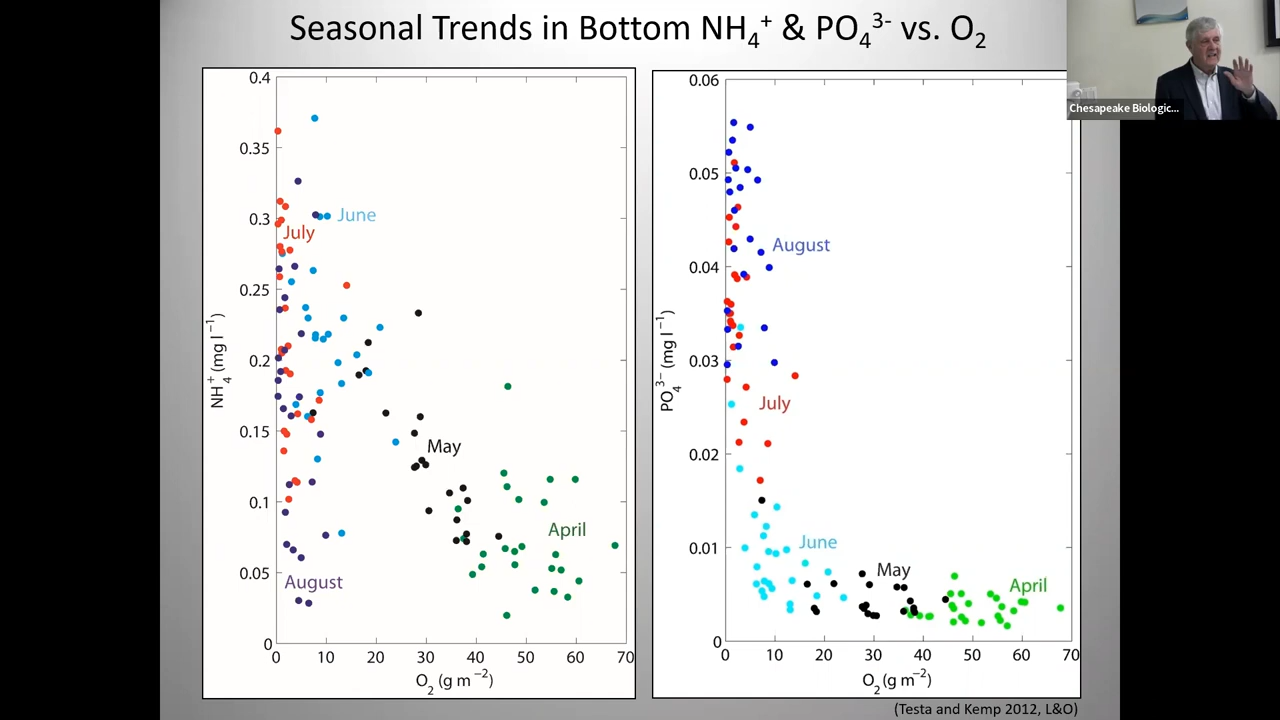 Seasonal Trends in Bottom NH₄⁺ & PO₄³⁻ vs. O₂
Chesapeake Biologic...
0.4
0.35
0.3
0.25
0.2
0.15
0.1
0.05
0
NH₄⁺ (mg l⁻¹)
June
July
May
April
August
0 10 20 30 40 50 60 70
O₂ (g m⁻²)
0.06
0.05
0.04
0.03
0.02
0.01
0
PO₄³⁻ (mg l⁻¹)
August
July
June
May
April
0 10 20 30 40 50 60 70
O₂ (g m⁻²)
(Testa and Kemp 2012, L&O)